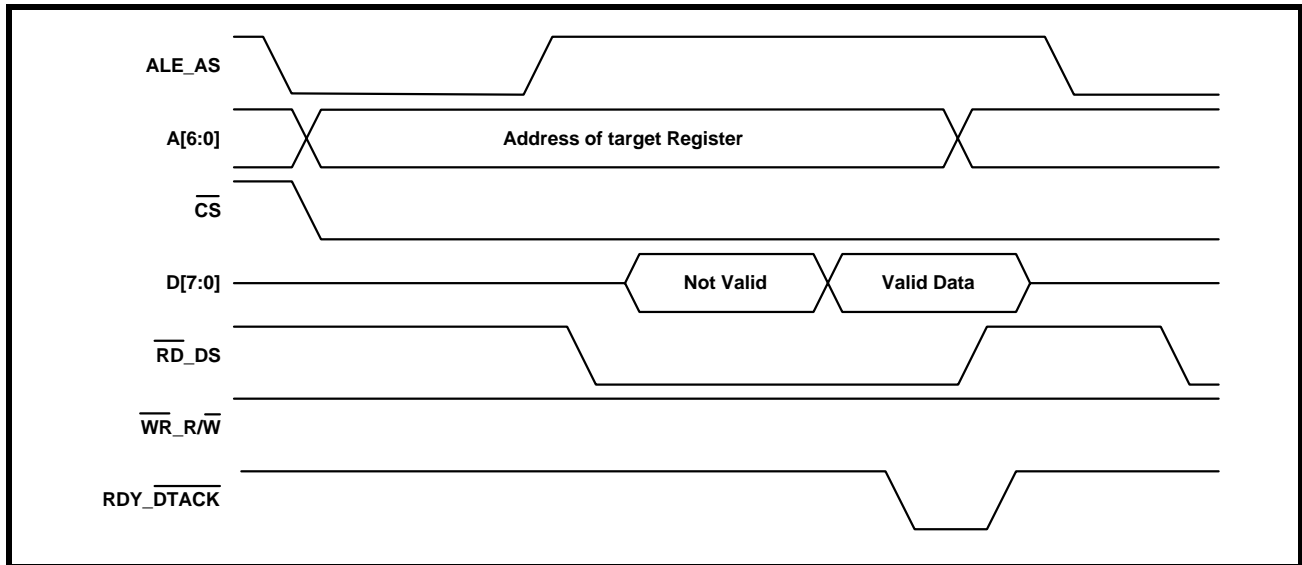 ALE_AS
A[6:0]
Address of target Register
CS
D[7:0]
Not Valid
Valid Data
RD_DS
WR_R/W
RDY_DTACK